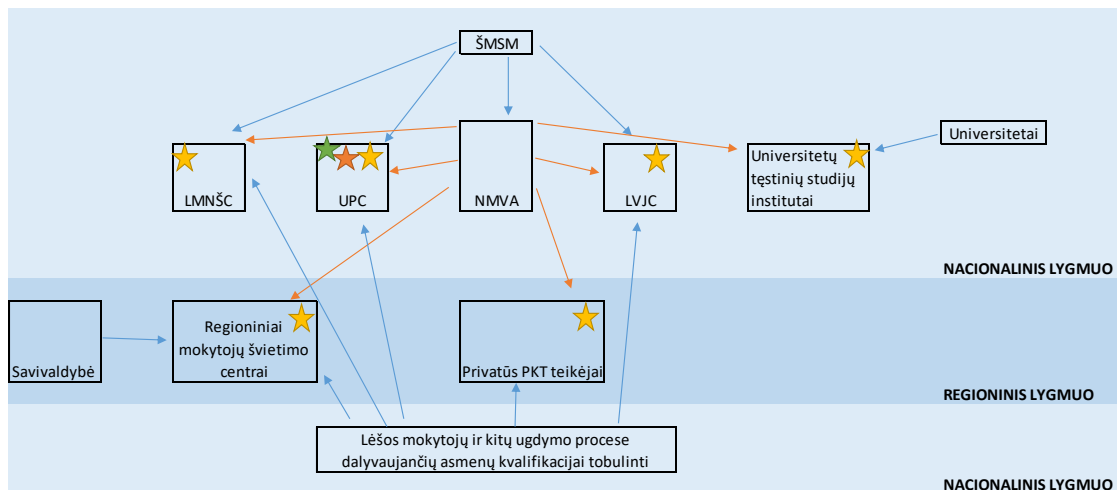 ŠMSM
LMNŠC
UPC
NMVA
LVJC
Universitetų
tęstinių studijų
institutai
Universitetai
NACIONALINIS LYGMUO
Savivaldybė
Regioniniai
mokytojų švietimo
centrai
Privatūs PKT teikėjai
REGIONINIS LYGMUO
Lėšos mokytojų ir kitų ugdymo procese
dalyvaujančių asmenų kvalifikacijai tobulinti
NACIONALINIS LYGMUO